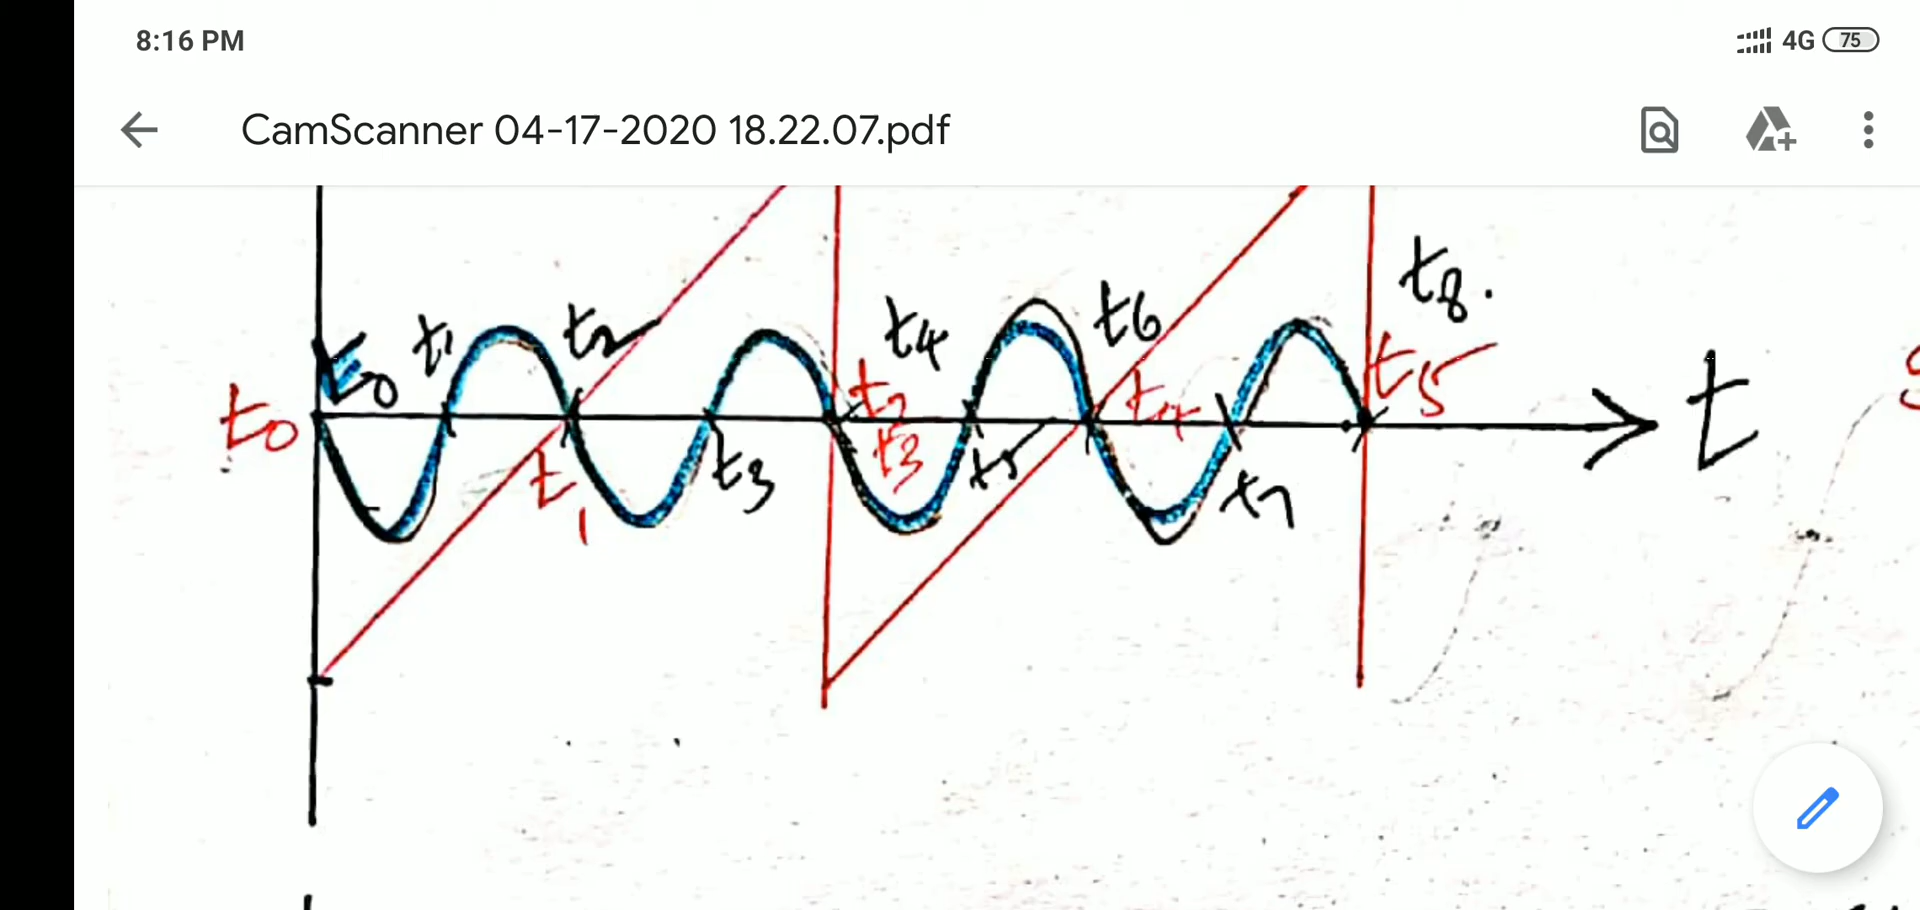 8:16 PM
4G 75
CamScanner 04-17-2020 18.22.07.pdf
t8.
t1 t2 t4 t6
t0 t2 t4 t5
t0 t3 t
t1 t3 t5 t7